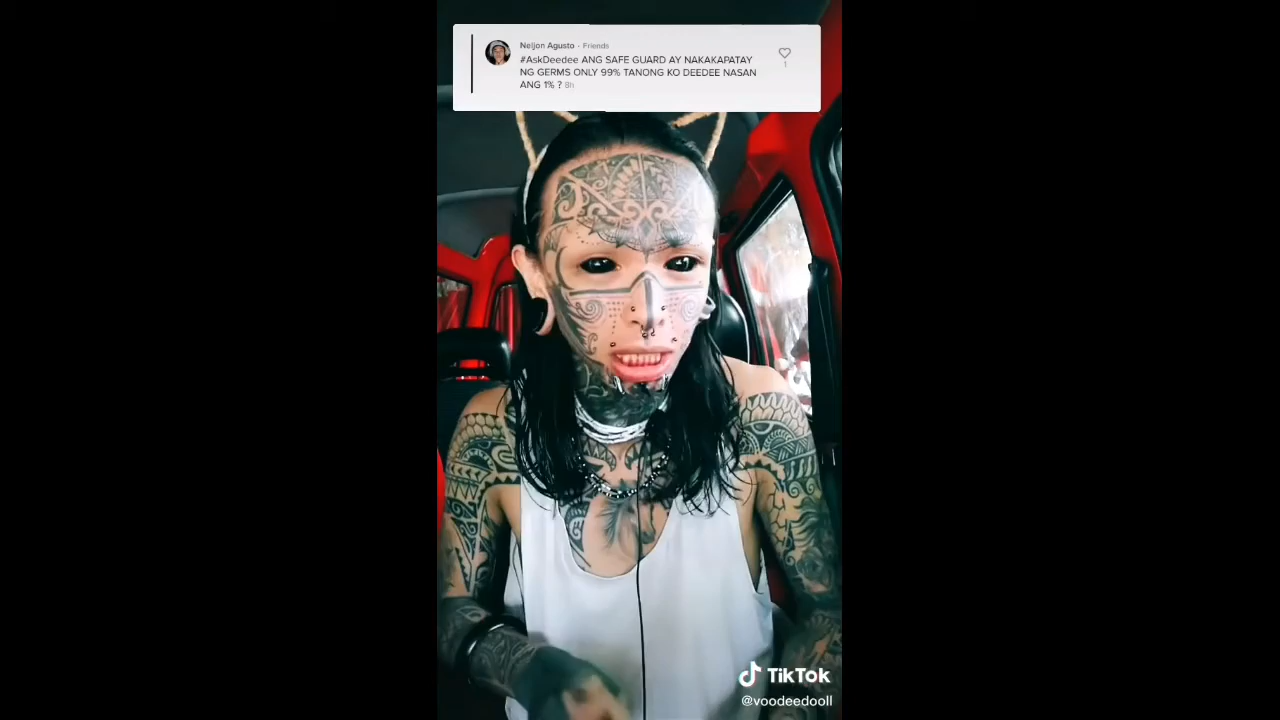 Neljon Agusto · Friends
#AskDeedee ANG SAFE GUARD AY NAKAKAPATAY
NG GERMS ONLY 99% TANONG KO DEEDEE NASAN
ANG 1% ? 8h
1
TikTok
@voodeedooll